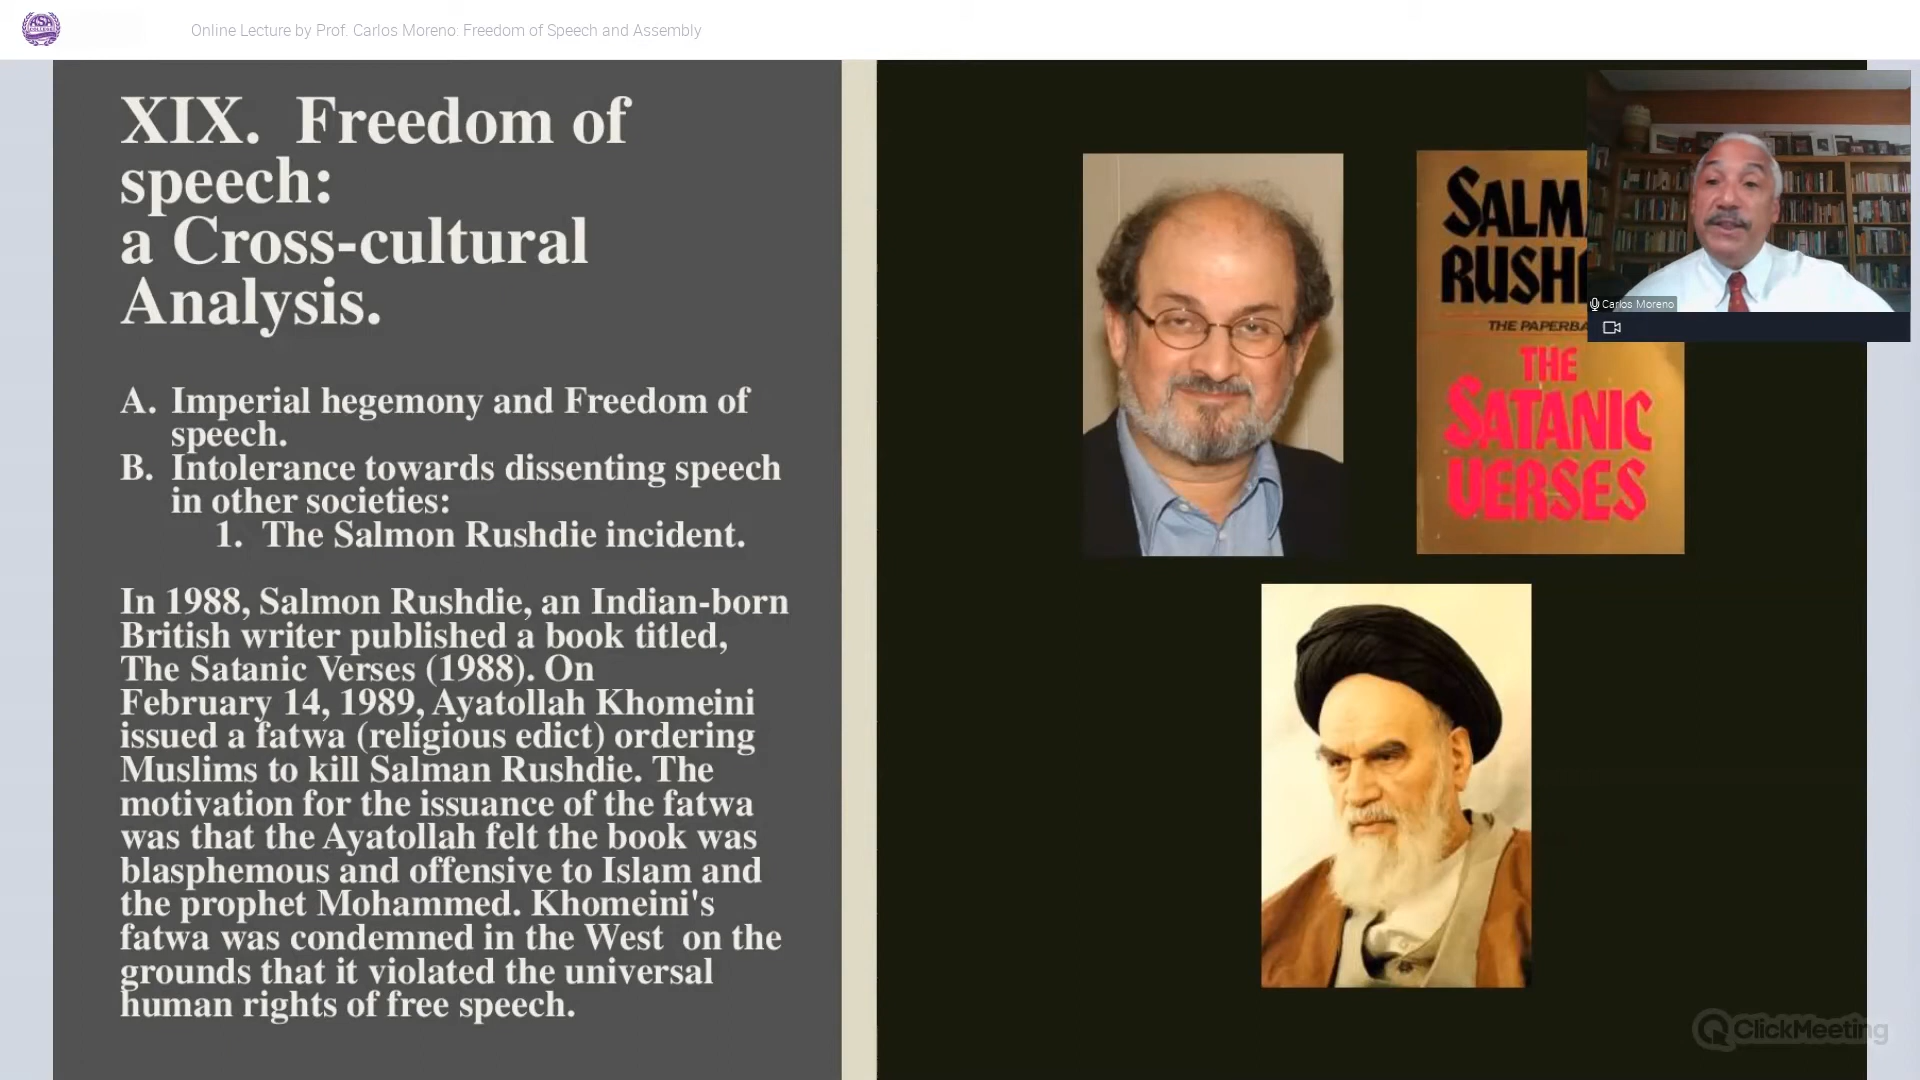 ASA
COLLEGE
Online Lecture by Prof. Carlos Moreno: Freedom of Speech and Assembly
XIX. Freedom of
speech:
a Cross-cultural
Analysis.
A. Imperial hegemony and Freedom of
speech.
B. Intolerance towards dissenting speech
in other societies:
1. The Salmon Rushdie incident.
In 1988, Salmon Rushdie, an Indian-born
British writer published a book titled,
The Satanic Verses (1988). On
February 14, 1989, Ayatollah Khomeini
issued a fatwa (religious edict) ordering
Muslims to kill Salman Rushdie. The
motivation for the issuance of the fatwa
was that the Ayatollah felt the book was
blasphemous and offensive to Islam and
the prophet Mohammed. Khomeini's
fatwa was condemned in the West on the
grounds that it violated the universal
human rights of free speech.
SALM
RUSH
THE PAPERBA
THE
SATANIC
VERSES
Carlos Moreno
ClickMeeting